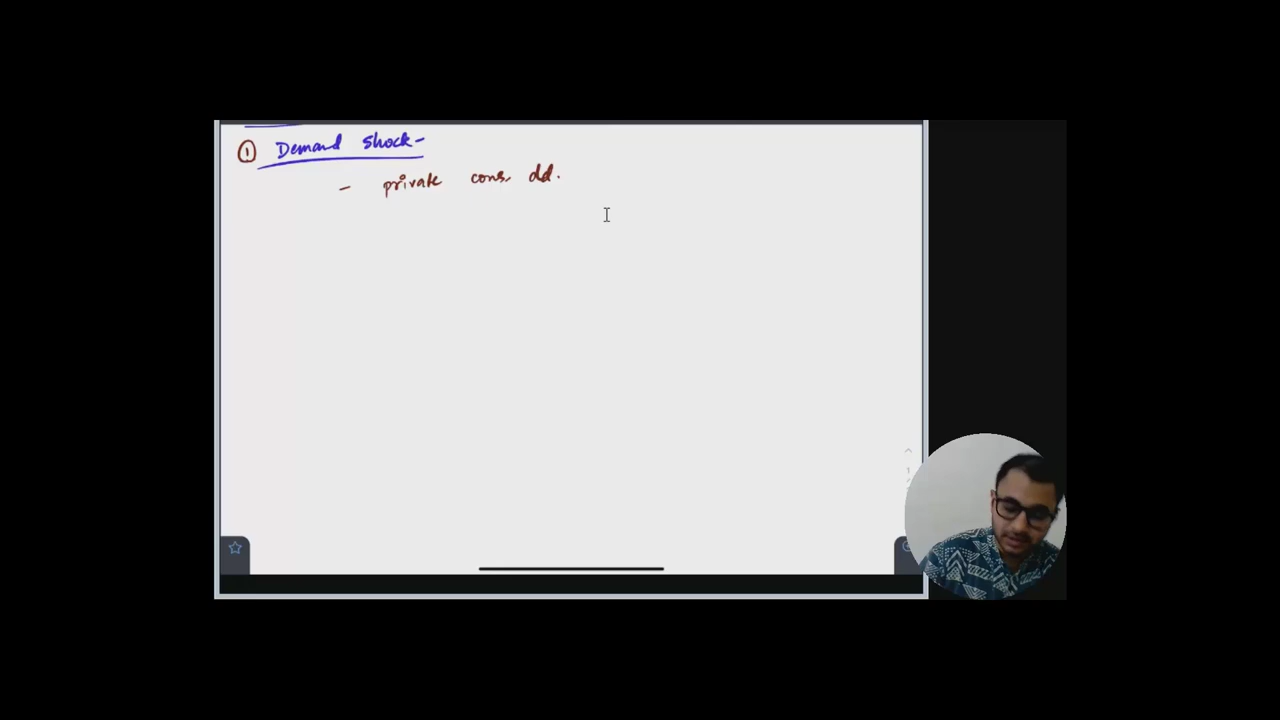 ① Demand shock-
- private cons. dd.